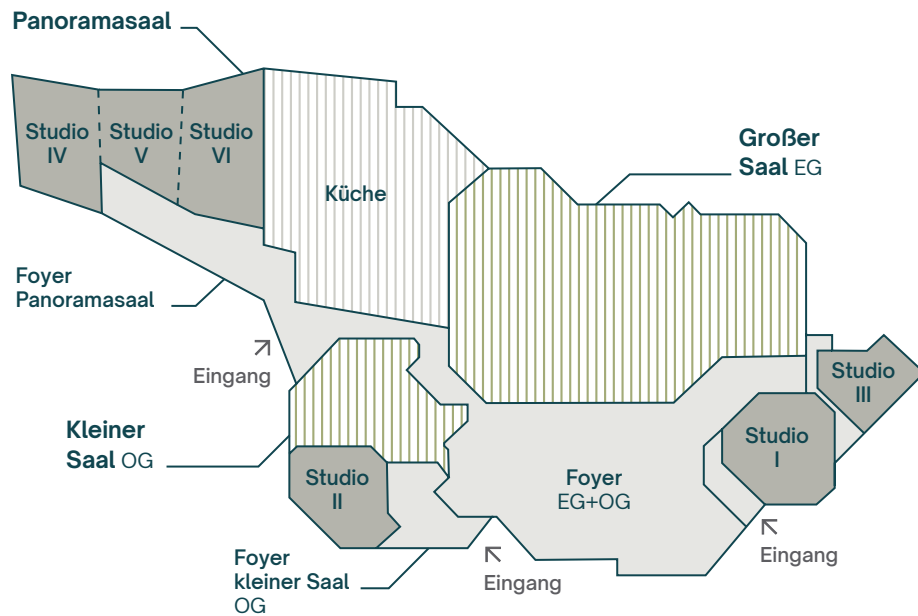 Panoramasaal
Studio
IV
Studio
V
Studio
VI
Küche
Großer
Saal EG
Foyer
Panoramasaal
Eingang
Kleiner
Saal OG
Studio
II
Foyer
EG+OG
Studio
I
Studio
III
Eingang
Foyer
kleiner Saal
OG
Eingang